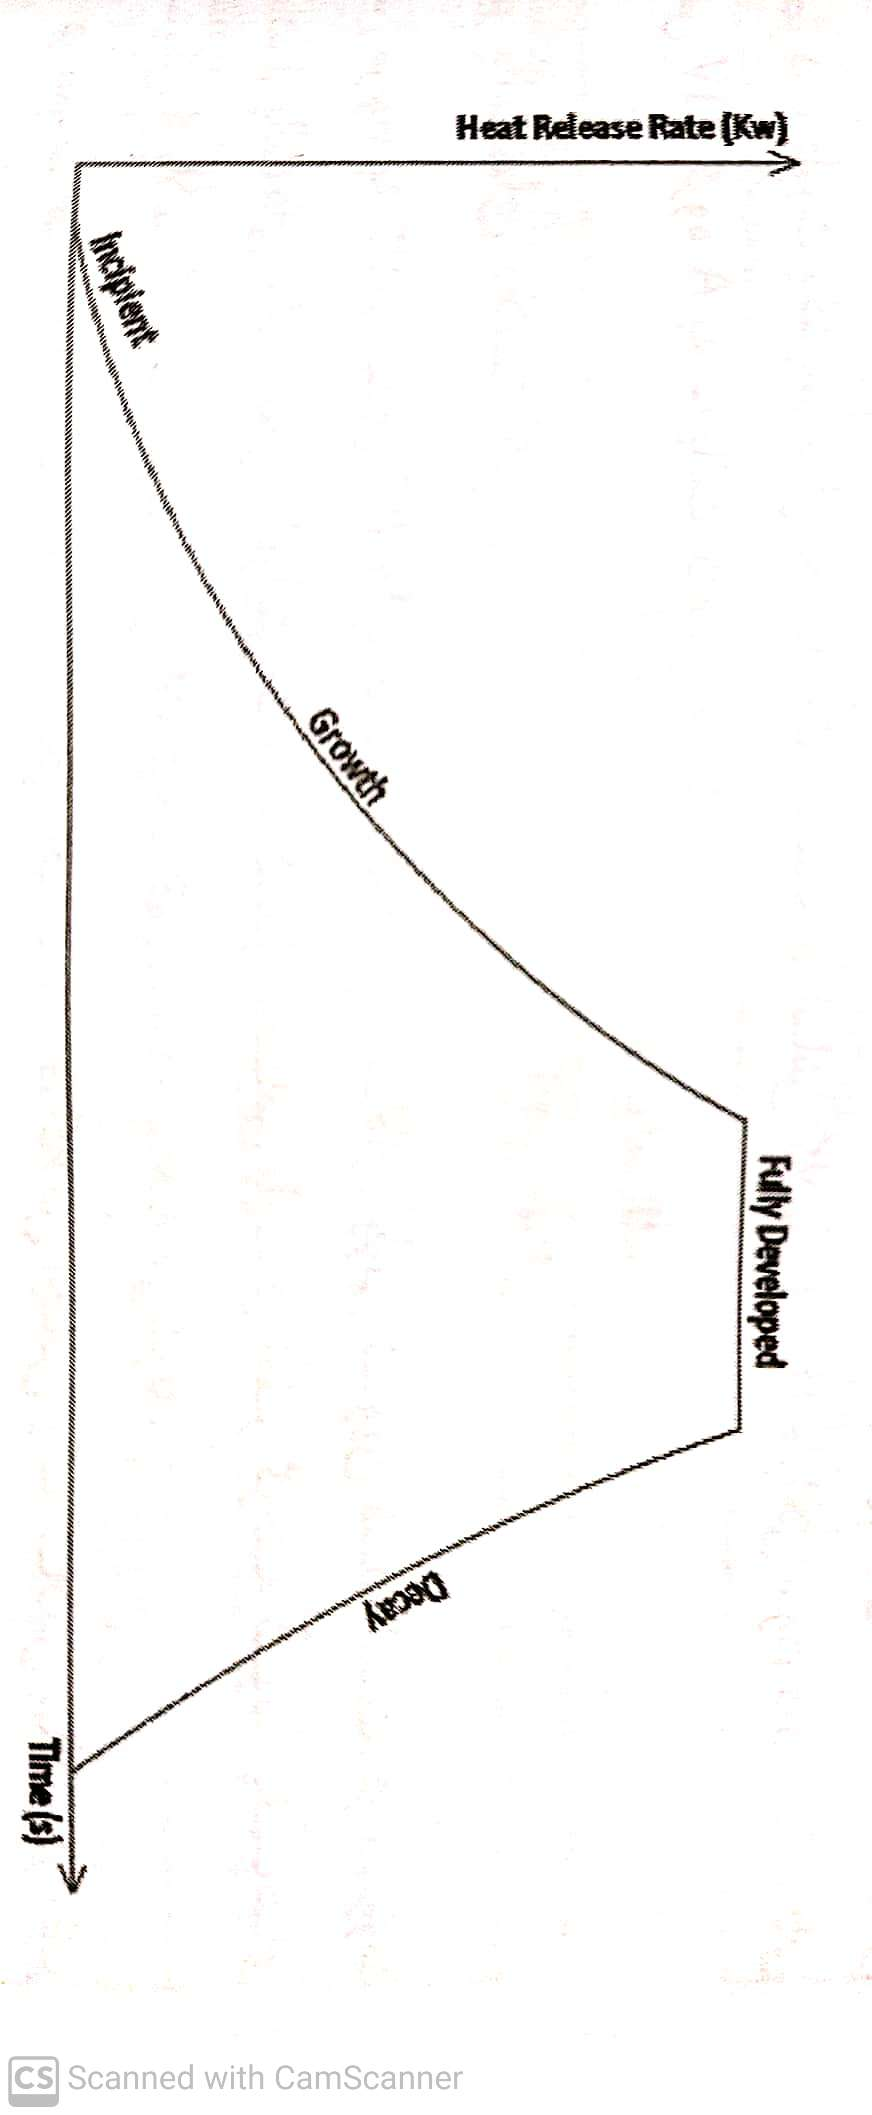 Heat Release Rate (Kw)
Incipient
Growth
Fully Developed
Decay
Time (s)
CS Scanned with CamScanner